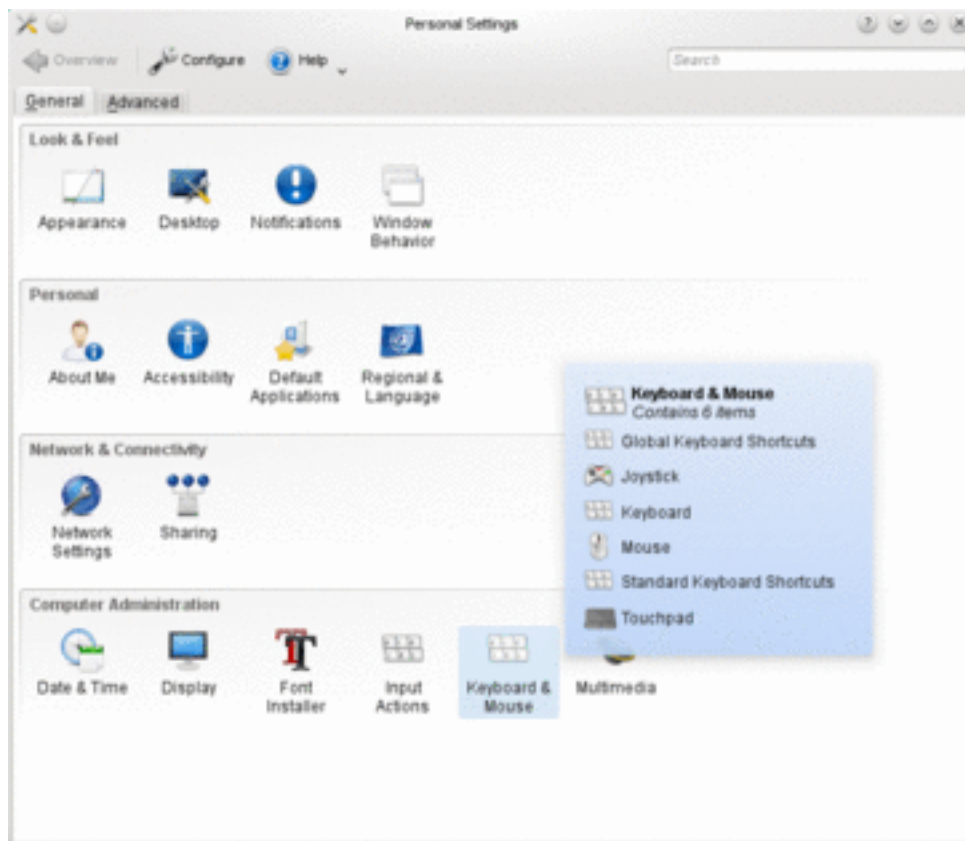 Personal Settings
Overview Configure Help Search
General Advanced
Look & Feel
Appearance Desktop Notifications Window
Behavior
Personal
About Me Accessibility Default Regional &
Applications Language
Keyboard & Mouse
Contains 6 items
Global Keyboard Shortcuts
Joystick
Keyboard
Mouse
Standard Keyboard Shortcuts
Touchpad
Network & Connectivity
Network Sharing
Settings
Computer Administration
Date & Time Display Font Input Keyboard & Multimedia
Installer Actions Mouse